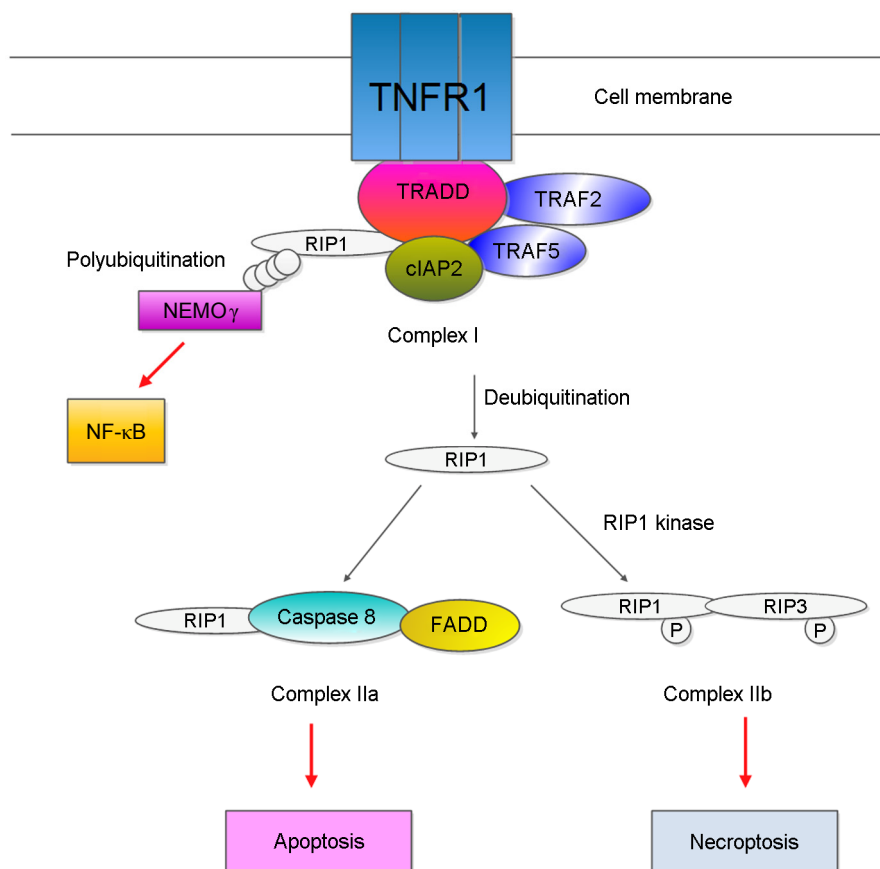 TNFR1
Cell membrane
TRADD
TRAF2
RIP1
TRAF5
Polyubiquitination
cIAP2
NEMOγ
Complex I
Deubiquitination
NF-κB
RIP1
RIP1 kinase
RIP1
Caspase 8
FADD
RIP1
RIP3
P
P
Complex IIa
Complex IIb
Apoptosis
Necroptosis